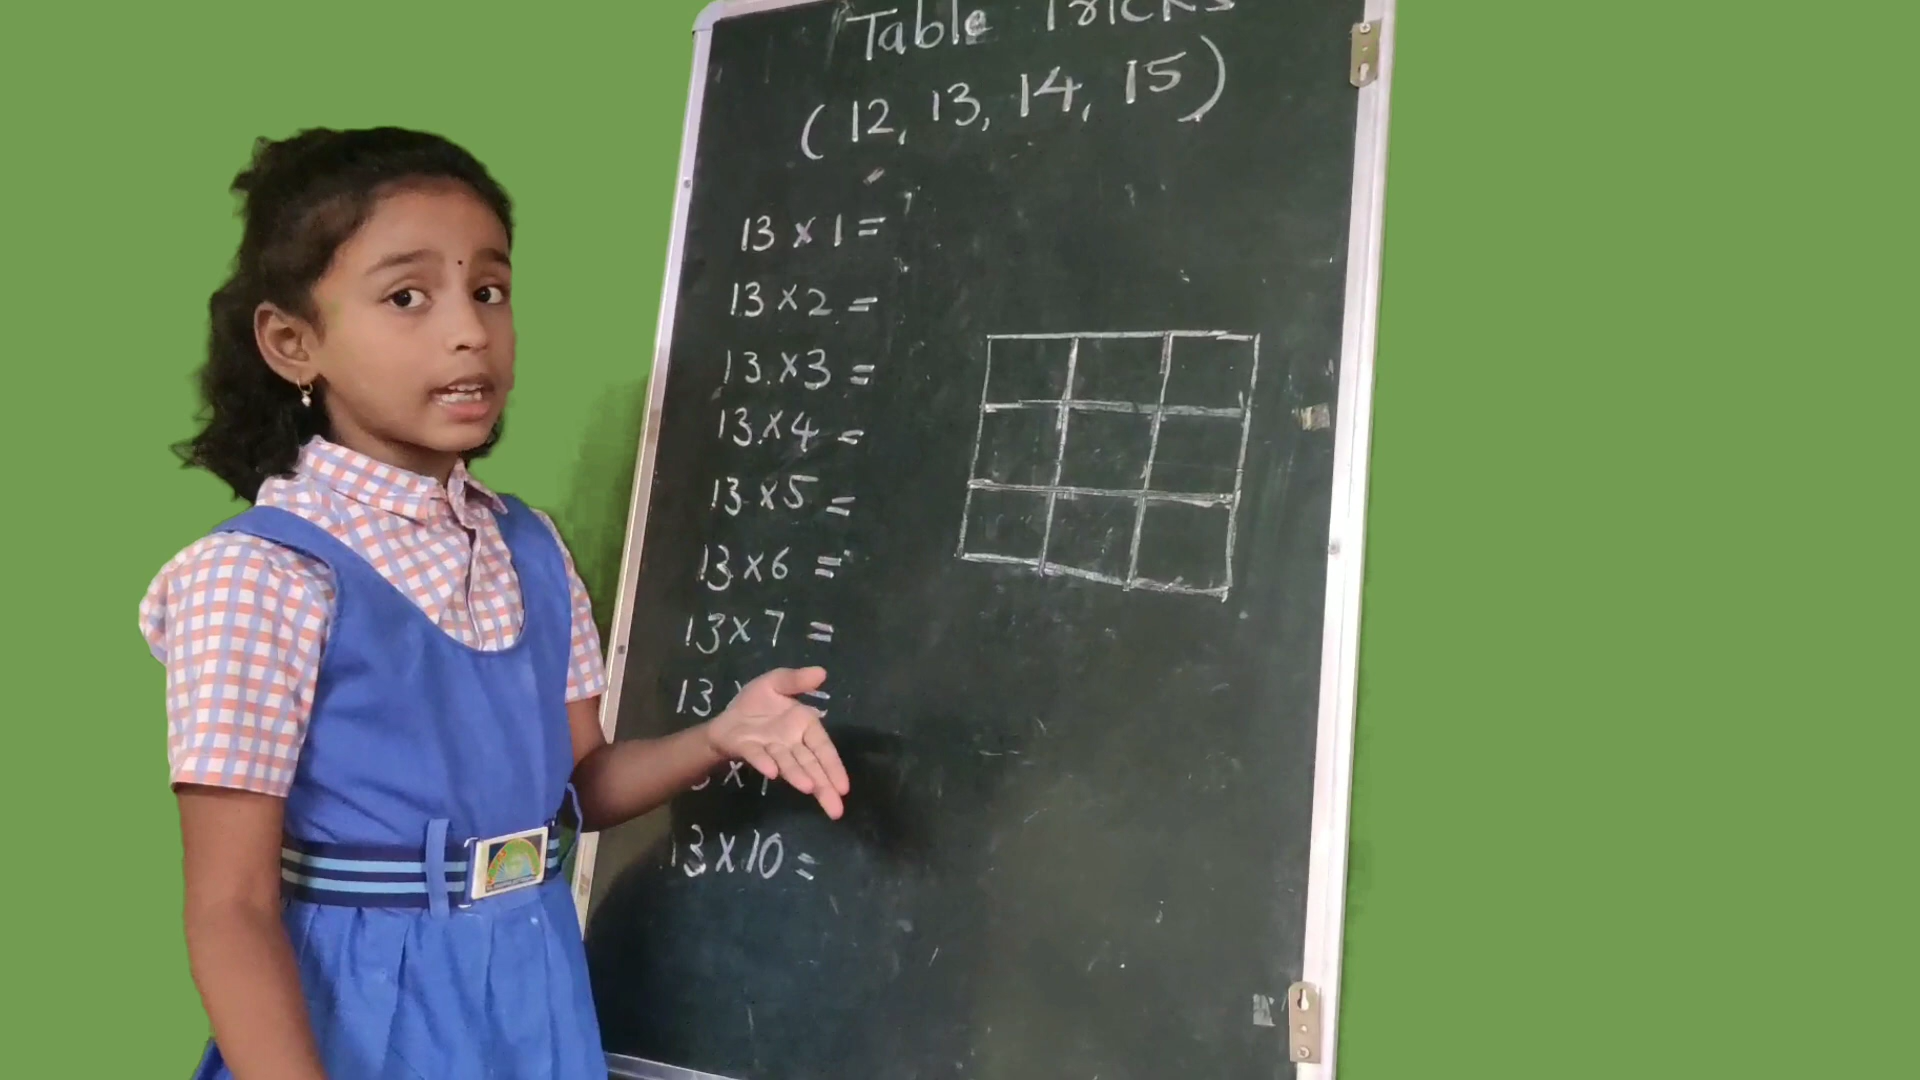 Table Tricks
(12, 13, 14, 15)
13 x 1 =
13 x 2 =
13 x 3 =
13 x 4 =
13 x 5 =
13 x 6 =
13 x 7 =
13 x =
x
13 x 10 =